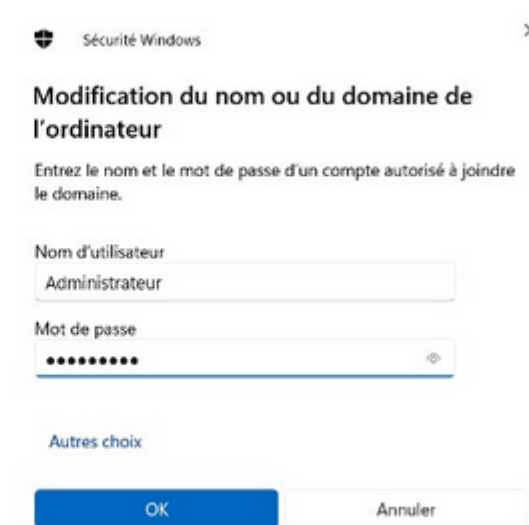 Sécurité Windows
Modification du nom ou du domaine de
l'ordinateur
Entrez le nom et le mot de passe d'un compte autorisé à joindre
le domaine.
Nom d'utilisateur
Administrateur
Mot de passe
•••••••••
Autres choix
OK Annuler